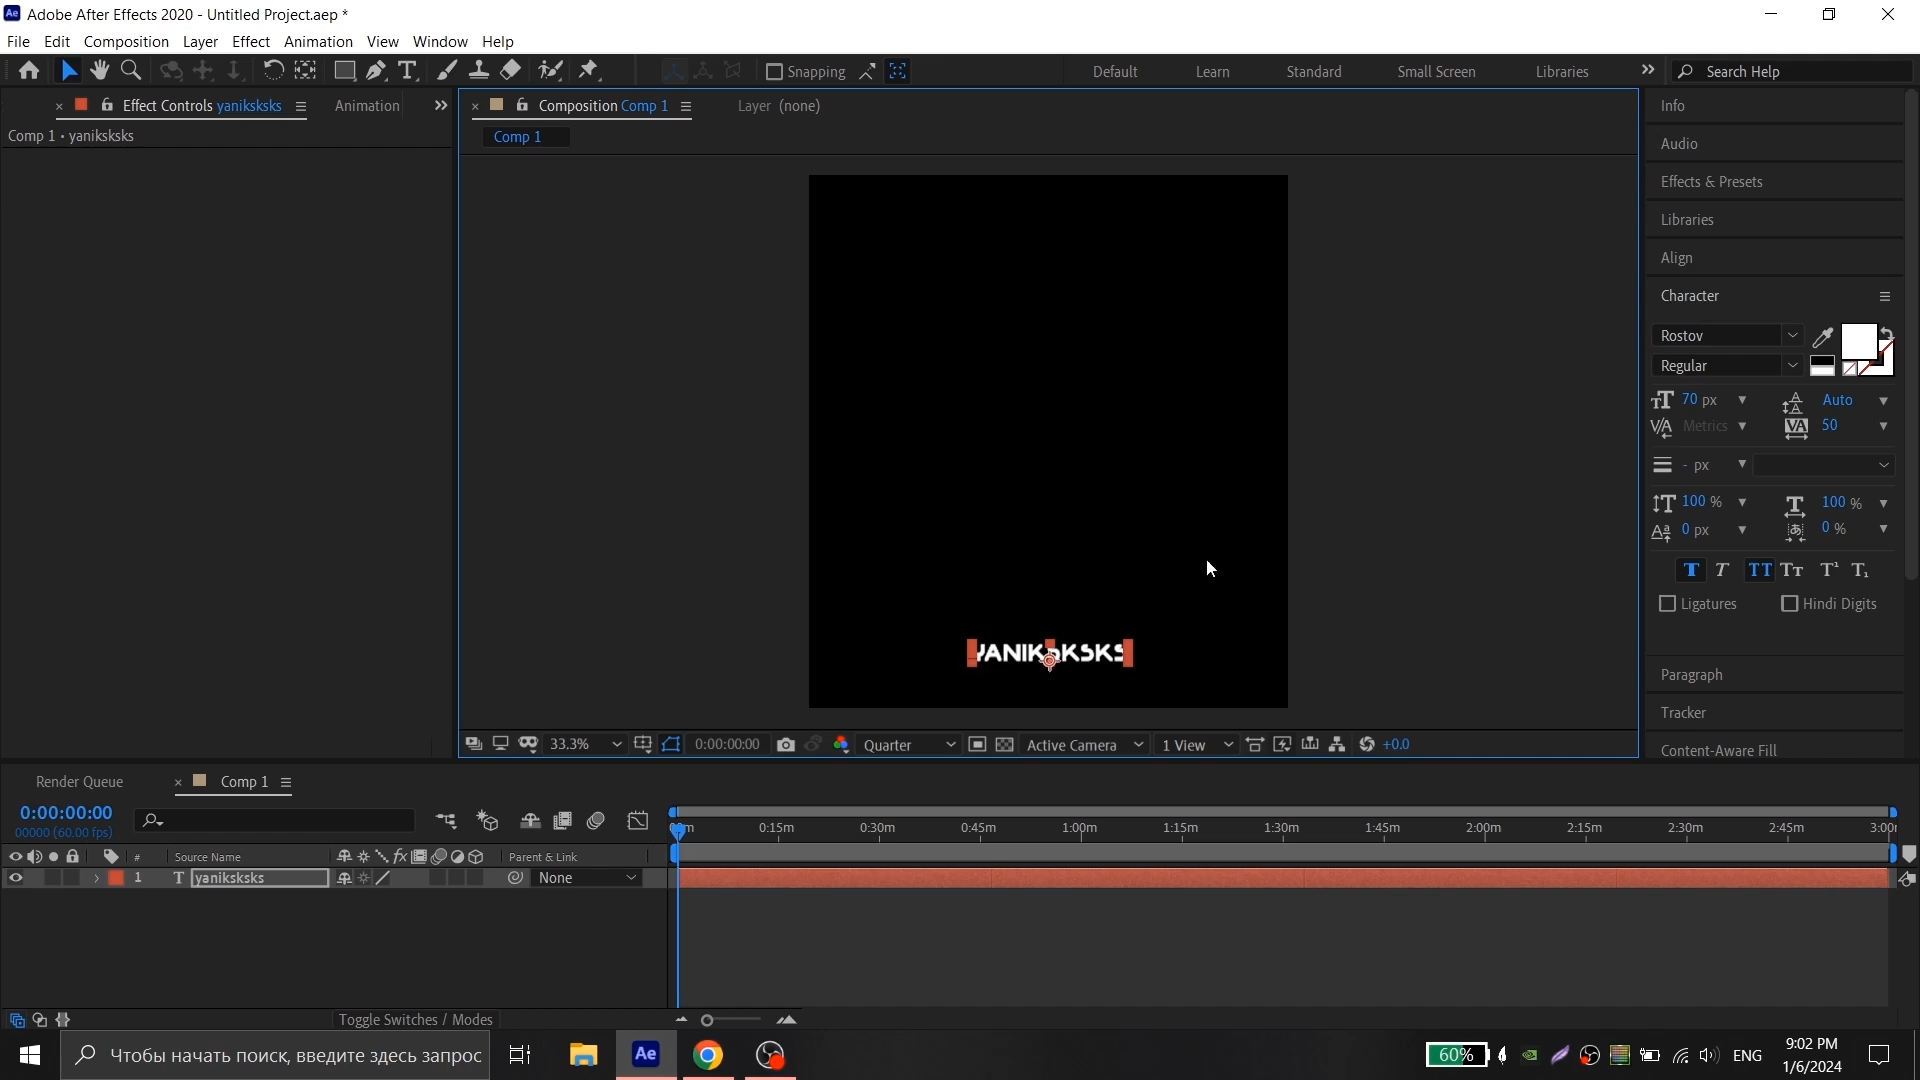 Adobe After Effects 2020 - Untitled Project.aep *
File Edit Composition Layer Effect Animation View Window Help
Snapping Default Learn Standard Small Screen Libraries Search Help
Effect Controls yaniksksks Animation
Composition Comp 1 Layer (none)
Comp 1 • yaniksksks
Comp 1
Info
Audio
Effects & Presets
Libraries
Align
Character
Rostov
Regular
70 px Auto
Metrics 50
- px
100 % 100 %
0 px 0 %
Ligatures Hindi Digits
Paragraph
Tracker
Content-Aware Fill
YANIKSKSKS
33.3% 0:00:00:00 Quarter Active Camera 1 View +0.0
Render Queue Comp 1
0:00:00:00
00000 (60.00 fps)
0:15m 0:30m 0:45m 1:00m 1:15m 1:30m 1:45m 2:00m 2:15m 2:30m 2:45m
# Source Name Parent & Link
1 T yaniksksks None
Toggle Switches / Modes
Чтобы начать поиск, введите здесь запрос
60% ENG
9:02 PM
1/6/2024